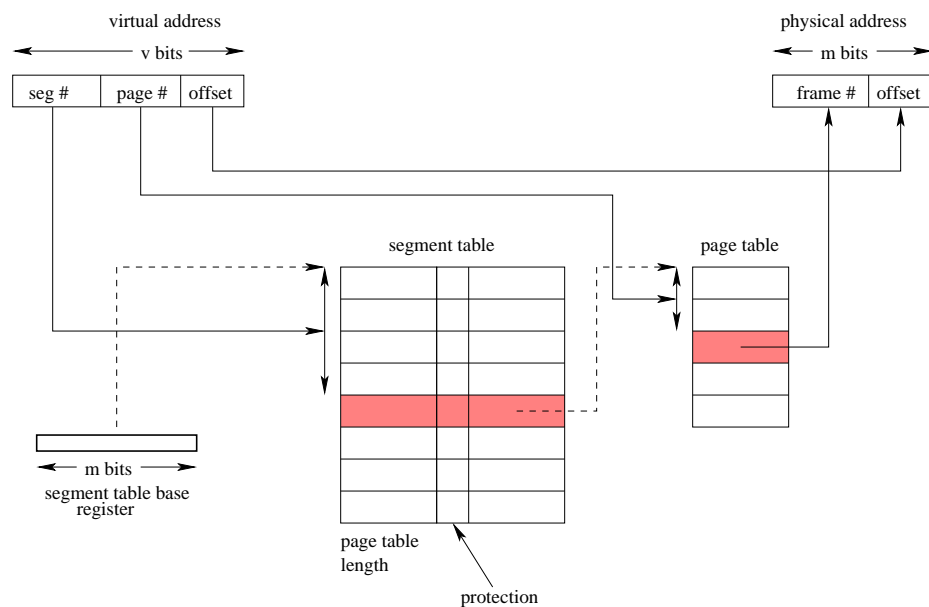 virtual address
physical address
v bits
m bits
seg #
page #
offset
frame #
offset
segment table
page table
m bits
segment table base
register
page table
length
protection